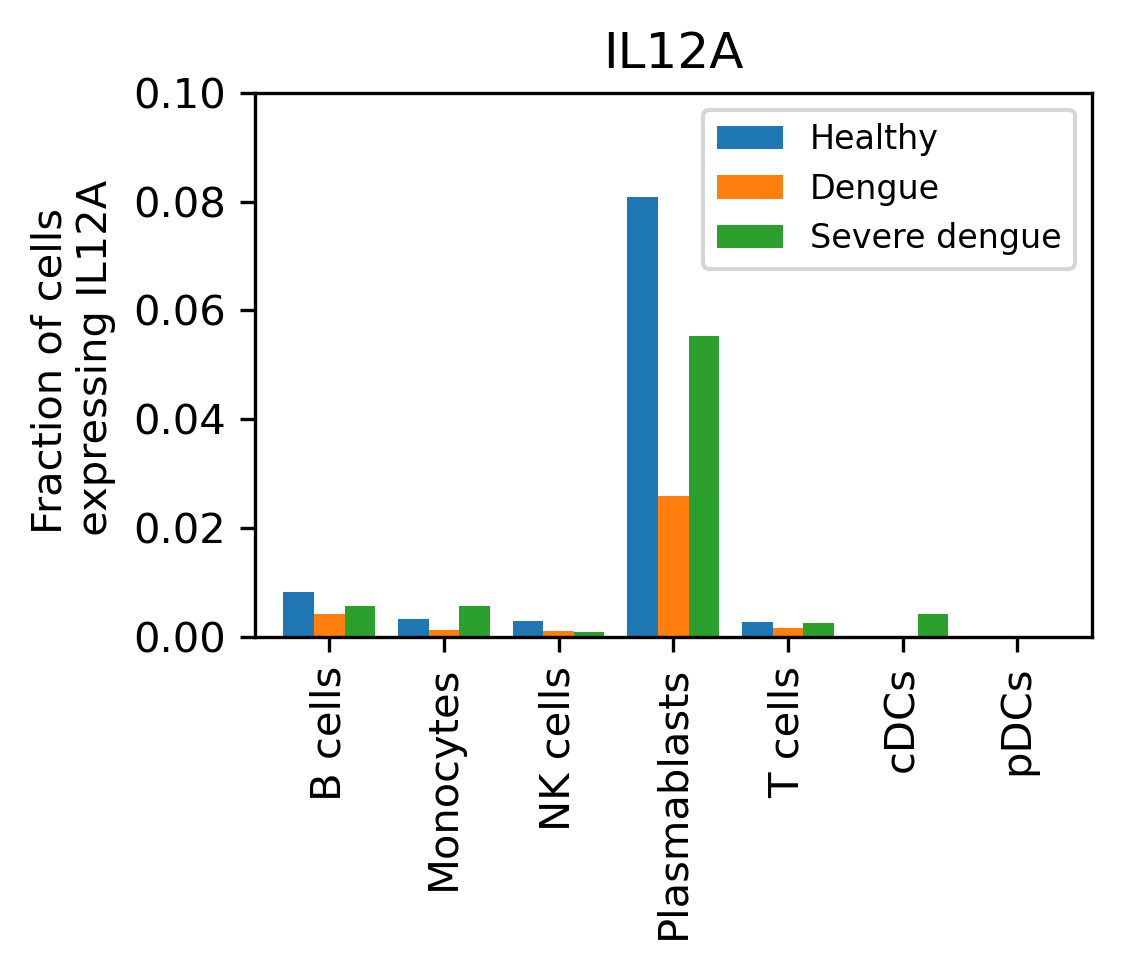 IL12A
Fraction of cells
expressing IL12A
0.10
0.08
0.06
0.04
0.02
0.00
Healthy
Dengue
Severe dengue
B cells
Monocytes
NK cells
Plasmablasts
T cells
cDCs
pDCs